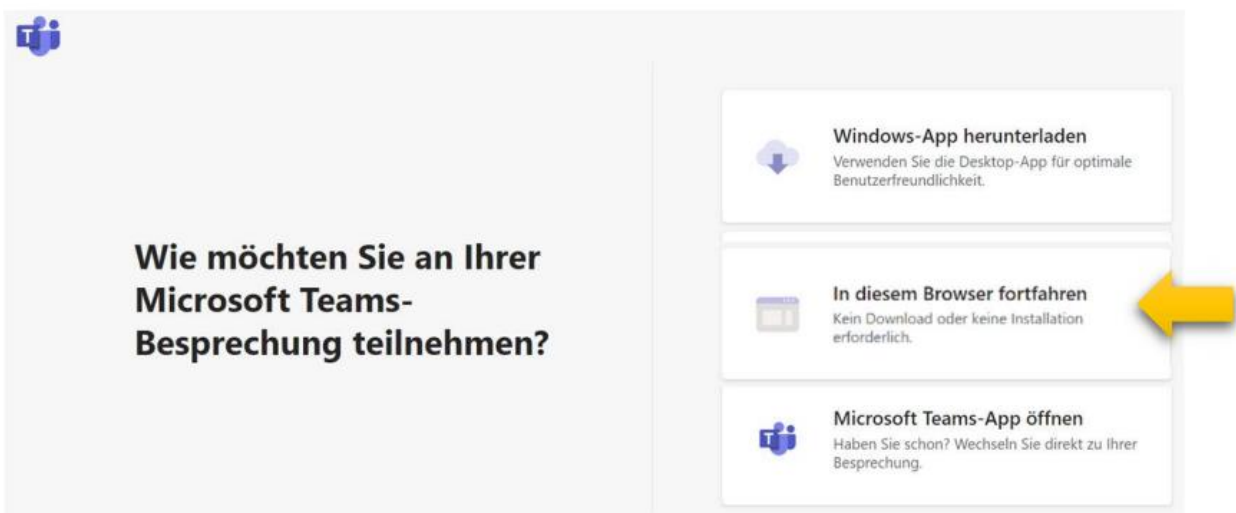 Wie möchten Sie an Ihrer
Microsoft Teams-
Besprechung teilnehmen?
Windows-App herunterladen
Verwenden Sie die Desktop-App für optimale
Benutzerfreundlichkeit.
In diesem Browser fortfahren
Kein Download oder keine Installation
erforderlich.
Microsoft Teams-App öffnen
Haben Sie schon? Wechseln Sie direkt zu Ihrer
Besprechung.